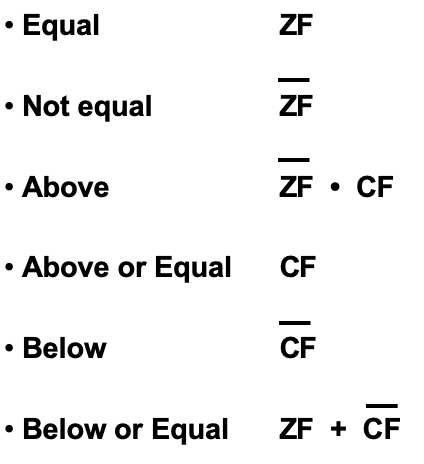 • Equal ZF
• Not equal Z̅F̅
• Above Z̅F̅ • CF
• Above or Equal CF
• Below C̅F̅
• Below or Equal ZF + C̅F̅